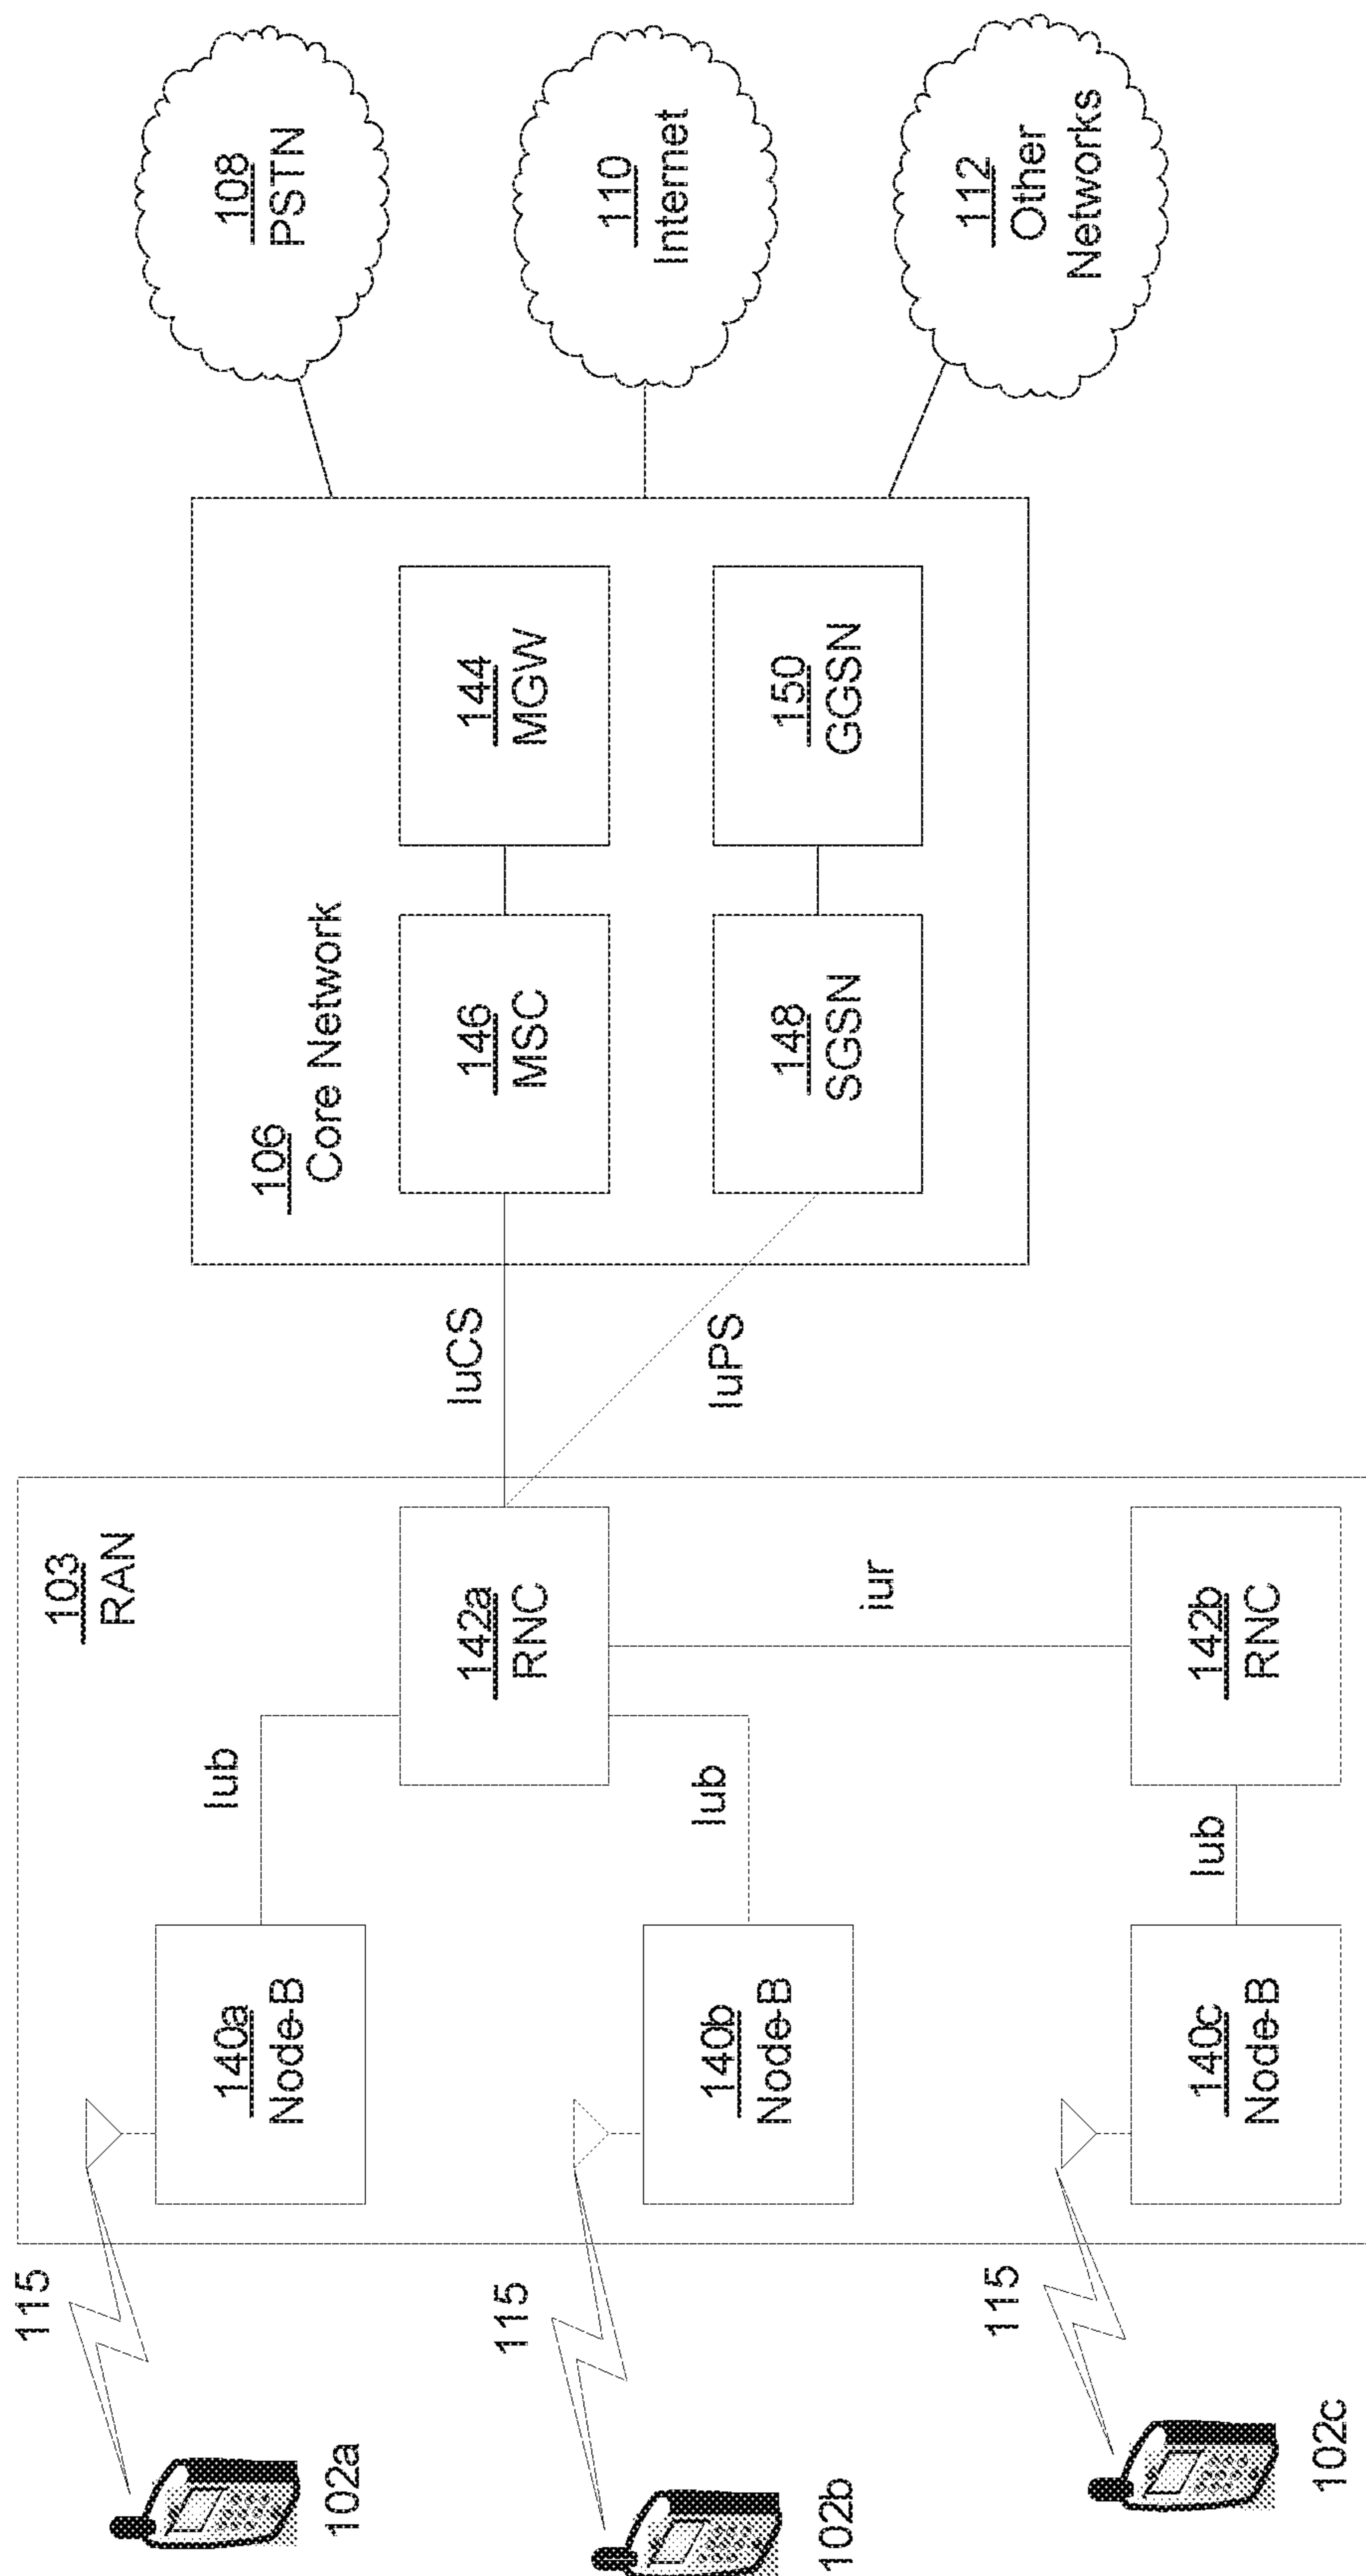 115
102a
115
102b
115
102c
103
RAN
140a
Node-B
140b
Node-B
140c
Node-B
Iub
Iub
Iub
142a
RNC
iur
142b
RNC
IuCS
IuPS
106
Core Network
146
MSC
144
MGW
148
SGSN
150
GGSN
108
PSTN
110
Internet
112
Other
Networks